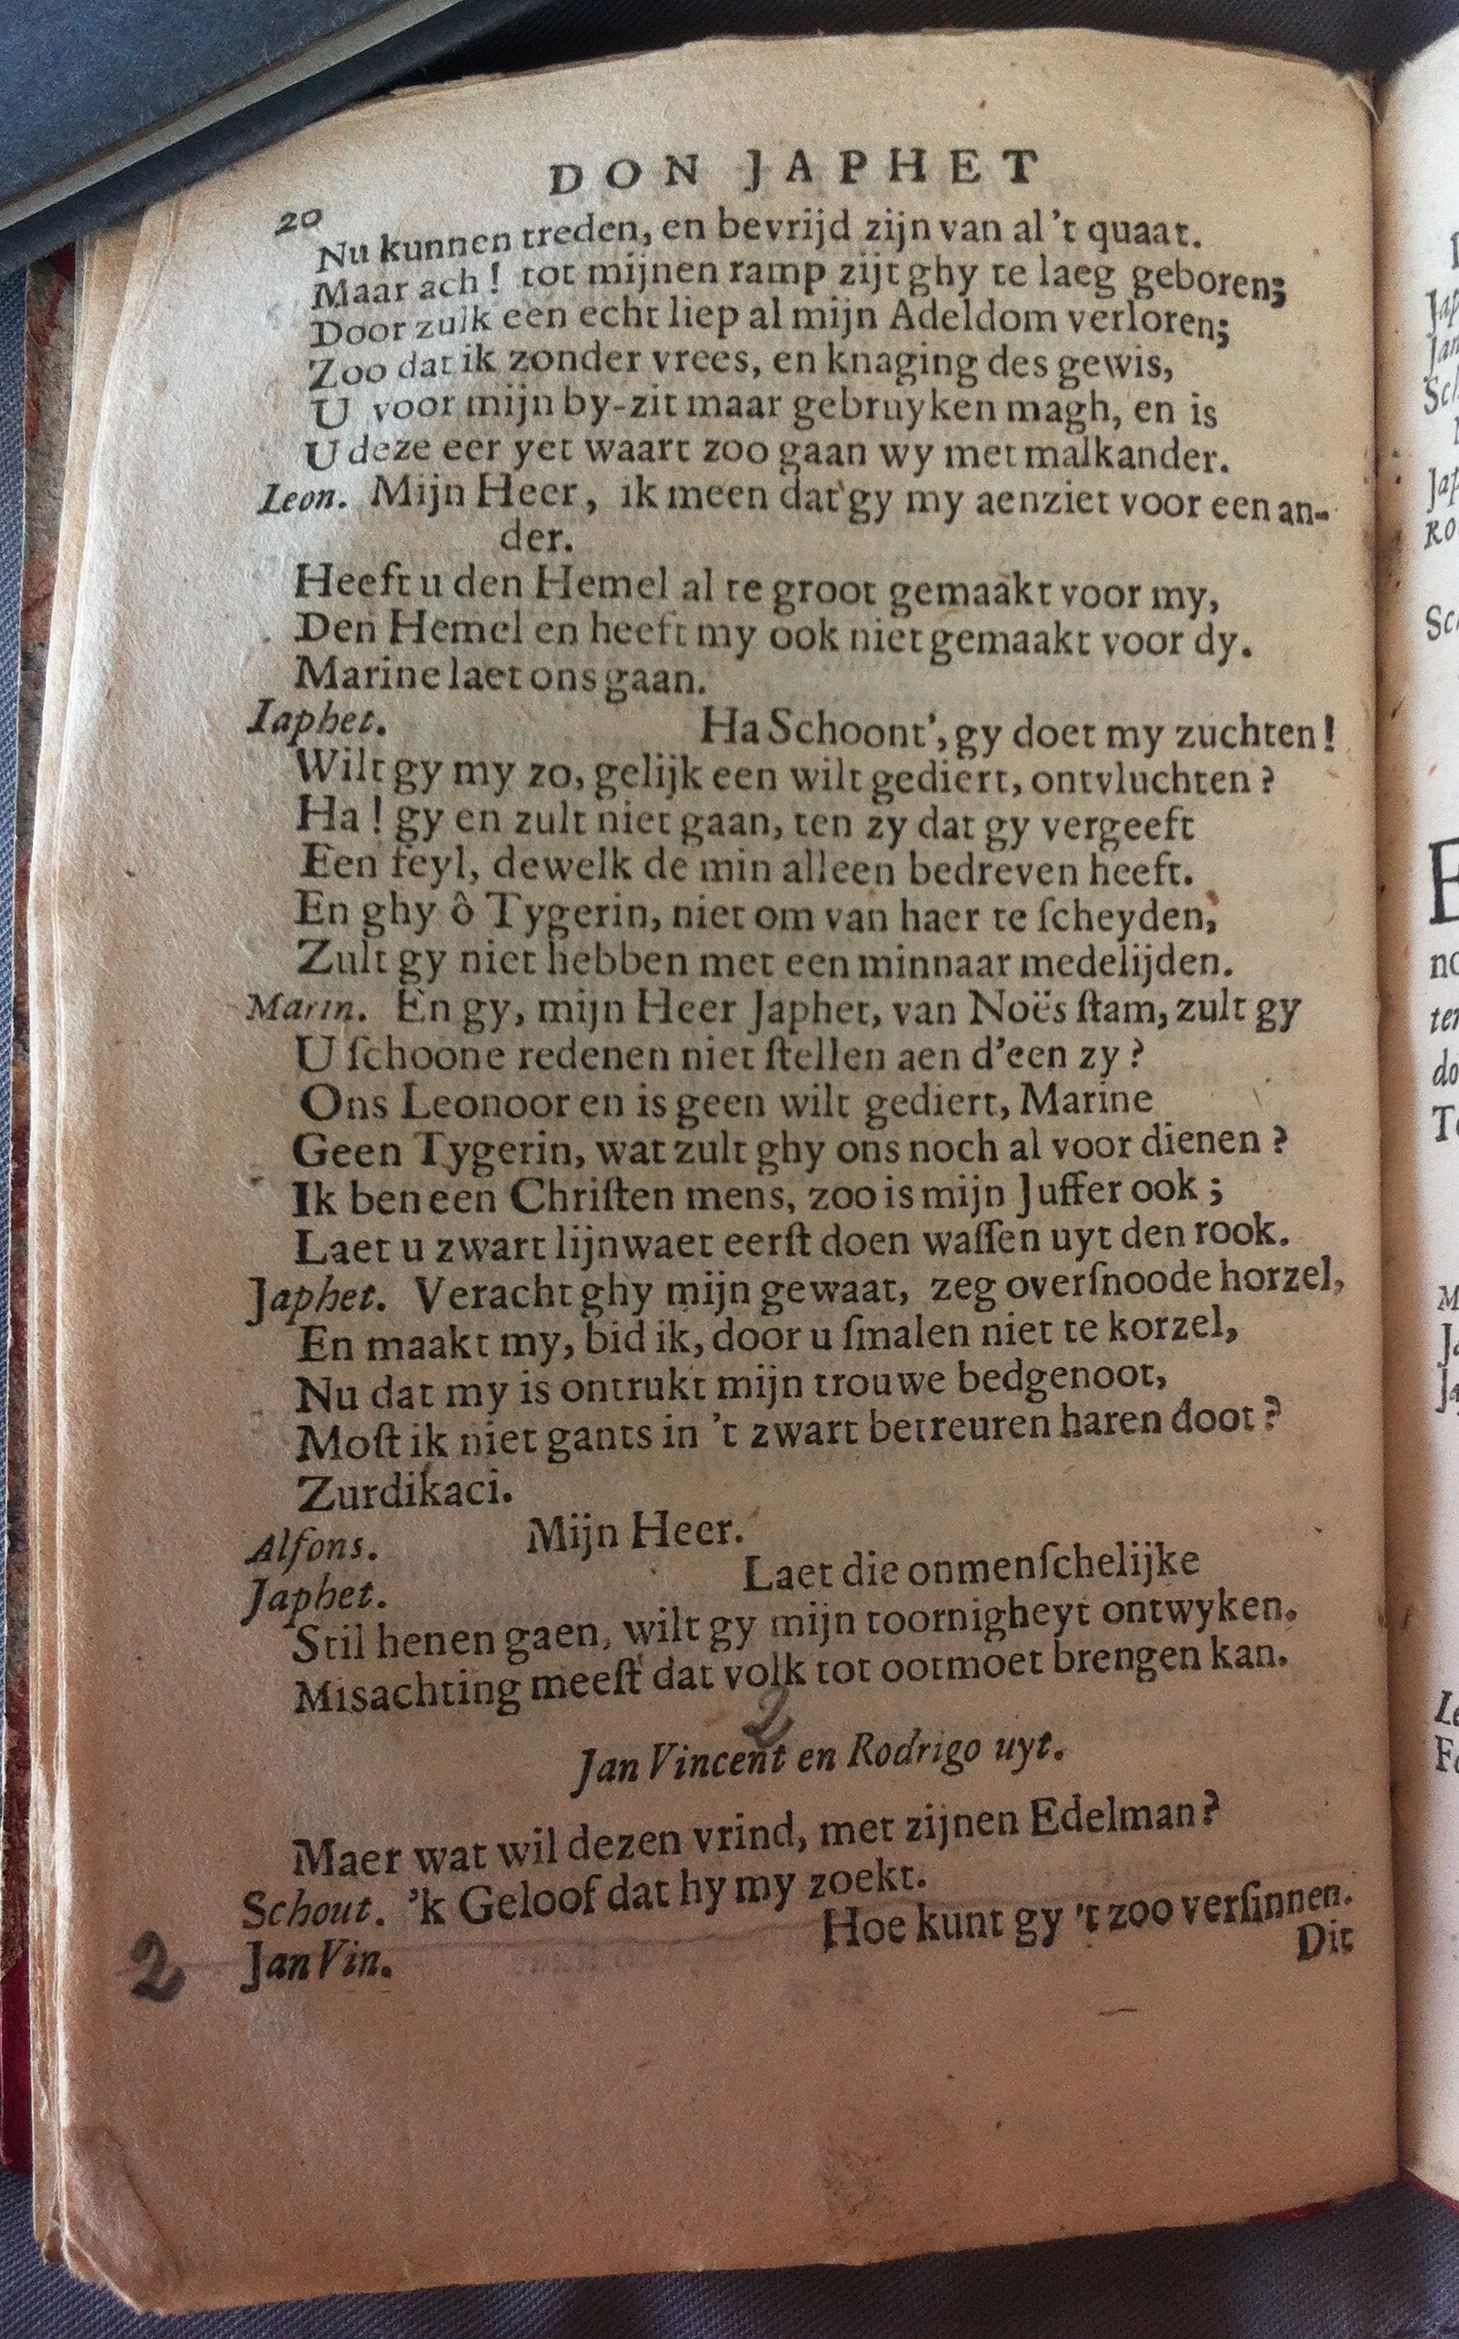 DON JAPHET
20
Nu kunnen treden, en bevrijd zijn van al 't quaat.
Maar ach! tot mijnen ramp zijt ghy te laeg geboren;
Door zulk een echt liep al mijn Adeldom verloren;
Zoo dat ik zonder vrees, en knaging des gewis,
U voor mijn by-zit maar gebruyken magh, en is
U deze eer yet waart zoo gaan wy met malkander.
Leon. Mijn Heer, ik meen dat gy my aenziet voor een an-
der.
Heeft u den Hemel al te groot gemaakt voor my,
Den Hemel en heeft my ook niet gemaakt voor dy.
Marine laet ons gaan.
Iaphet. Ha Schoont', gy doet my zuchten!
Wilt gy my zo, gelijk een wilt gediert, ontvluchten?
Ha! gy en zult niet gaan, ten zy dat gy vergeeft
Een feyl, dewelk de min alleen bedreven heeft.
En ghy ô Tygerin, niet om van haer te ſcheyden,
Zult gy niet hebben met een minnaar medelijden.
Marin. En gy, mijn Heer Japhet, van Noës ſtam, zult gy
U ſchoone redenen niet ſtellen aen d'een zy?
Ons Leonoor en is geen wilt gediert, Marine
Geen Tygerin, wat zult ghy ons noch al voor dienen?
Ik ben een Chriſten mens, zoo is mijn Juffer ook;
Laet u zwart lijnwaet eerſt doen waſſen uyt den rook.
Japhet. Veracht ghy mijn gewaat, zeg overſnoode horzel,
En maakt my, bid ik, door u ſmalen niet te korzel,
Nu dat my is ontrukt mijn trouwe bedgenoot,
Moſt ik niet gants in 't zwart betreuren haren doot?
Zurdikaci.
Alfons. Mijn Heer.
Japhet. Laet die onmenſchelijke
Stil henen gaen, wilt gy mijn toornigheyt ontwyken.
Misachting meeſt dat volk tot ootmoet brengen kan.
2
Jan Vincent en Rodrigo uyt.
Maer wat wil dezen vrind, met zijnen Edelman?
Schout. 'k Geloof dat hy my zoekt.
2 Jan Vin. Hoe kunt gy 't zoo verſinnen.
Dit